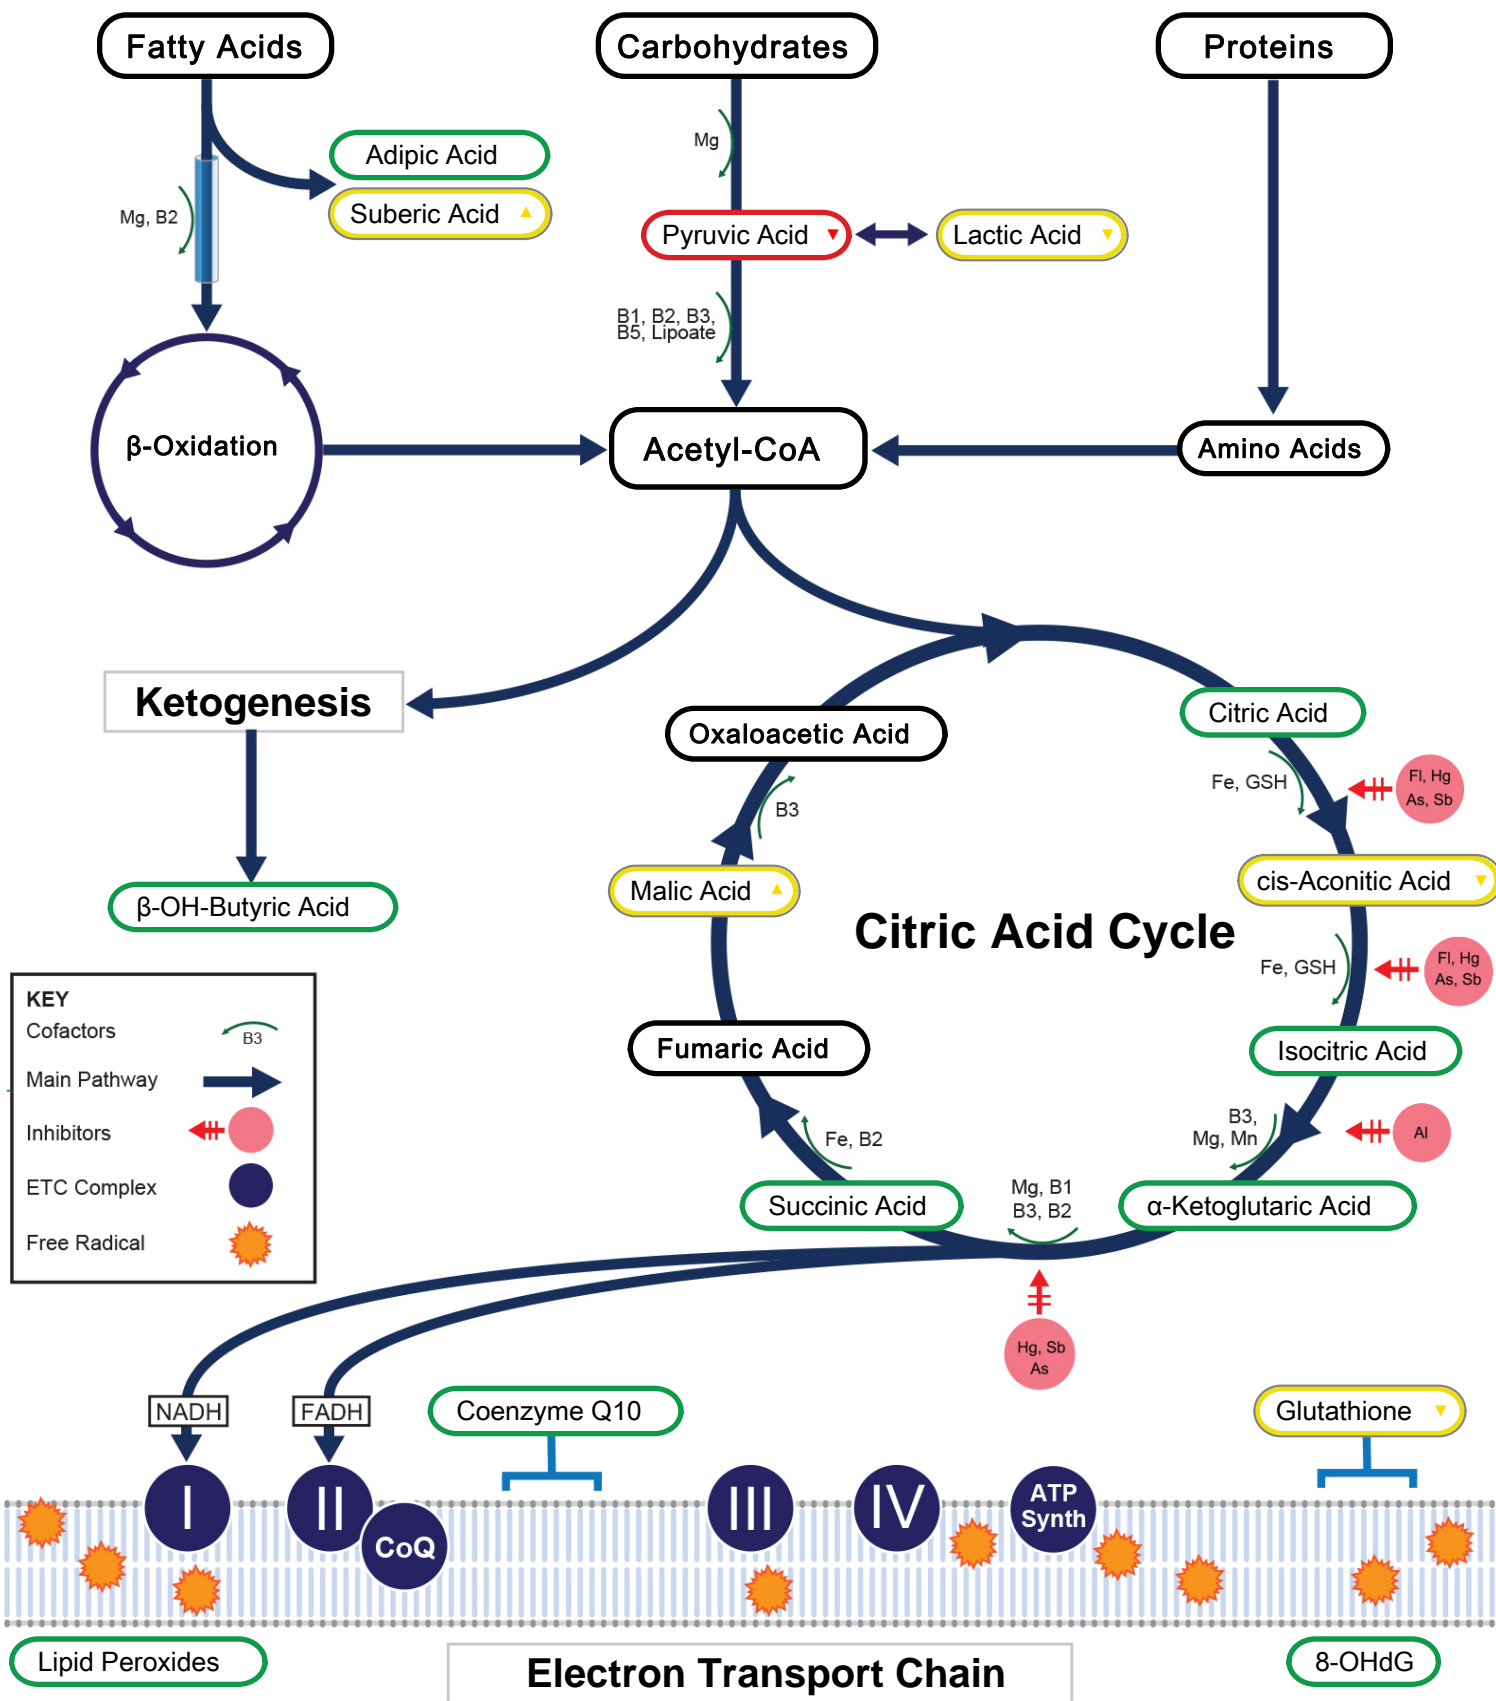 Fatty Acids
Carbohydrates
Proteins
Adipic Acid
Suberic Acid
Mg, B2
Mg
Pyruvic Acid
Lactic Acid
B1, B2, B3,
B5, Lipoate
β-Oxidation
Acetyl-CoA
Amino Acids
Ketogenesis
Oxaloacetic Acid
Citric Acid
Fe, GSH
Fl, Hg
As, Sb
B3
Malic Acid
cis-Aconitic Acid
β-OH-Butyric Acid
Citric Acid Cycle
Fe, GSH
Fl, Hg
As, Sb
KEY
Cofactors
B3
Main Pathway
Inhibitors
ETC Complex
Free Radical
Fumaric Acid
Isocitric Acid
B3,
Mg, Mn
Al
Fe, B2
Succinic Acid
Mg, B1
B3, B2
α-Ketoglutaric Acid
Hg, Sb
As
NADH
FADH
Coenzyme Q10
Glutathione
I
II
CoQ
III
IV
ATP
Synth
Lipid Peroxides
Electron Transport Chain
8-OHdG